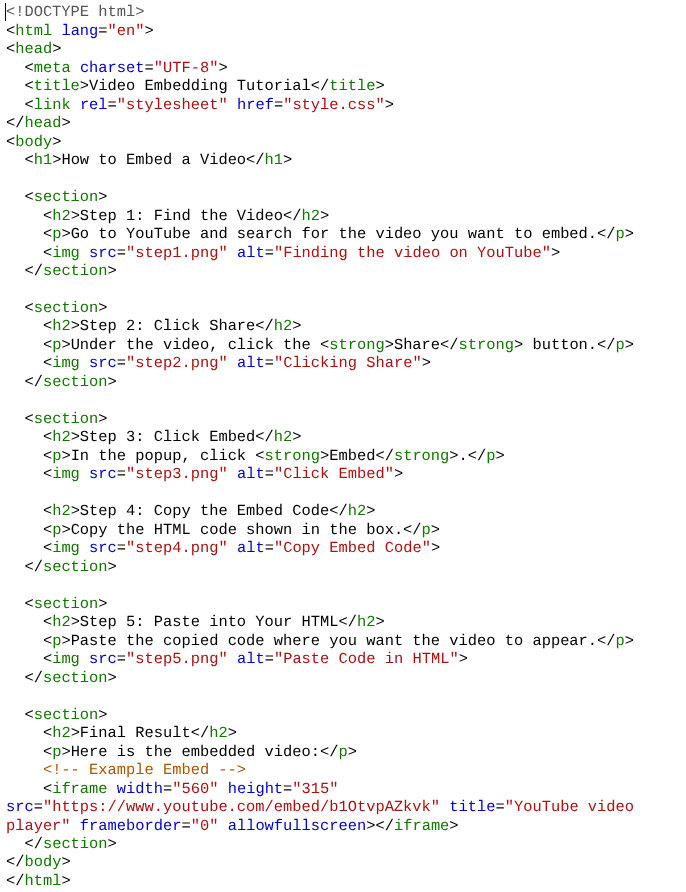 <!DOCTYPE html>
<html lang="en">
<head>
  <meta charset="UTF-8">
  <title>Video Embedding Tutorial</title>
  <link rel="stylesheet" href="style.css">
</head>
<body>
  <h1>How to Embed a Video</h1>

  <section>
    <h2>Step 1: Find the Video</h2>
    <p>Go to YouTube and search for the video you want to embed.</p>
    <img src="step1.png" alt="Finding the video on YouTube">
  </section>

  <section>
    <h2>Step 2: Click Share</h2>
    <p>Under the video, click the <strong>Share</strong> button.</p>
    <img src="step2.png" alt="Clicking Share">
  </section>

  <section>
    <h2>Step 3: Click Embed</h2>
    <p>In the popup, click <strong>Embed</strong>.</p>
    <img src="step3.png" alt="Click Embed">

    <h2>Step 4: Copy the Embed Code</h2>
    <p>Copy the HTML code shown in the box.</p>
    <img src="step4.png" alt="Copy Embed Code">
  </section>

  <section>
    <h2>Step 5: Paste into Your HTML</h2>
    <p>Paste the copied code where you want the video to appear.</p>
    <img src="step5.png" alt="Paste Code in HTML">
  </section>

  <section>
    <h2>Final Result</h2>
    <p>Here is the embedded video:</p>
    <!-- Example Embed -->
    <iframe width="560" height="315"
src="https://www.youtube.com/embed/b1OtvpAZkvk" title="YouTube video
player" frameborder="0" allowfullscreen></iframe>
  </section>
</body>
</html>